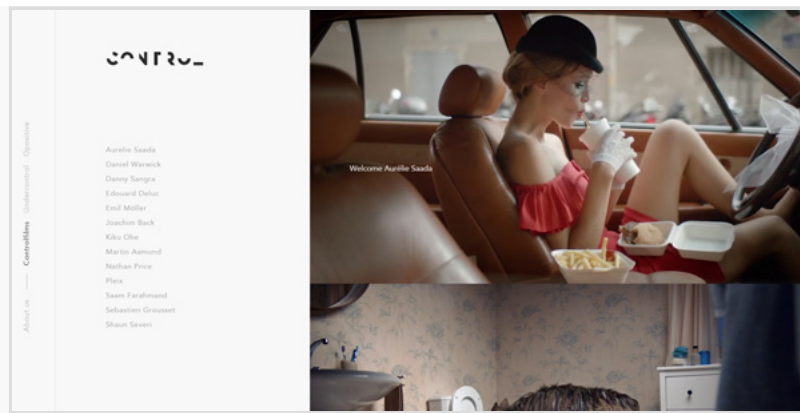 CONTROL
Aurelie Saada
Daniel Warwick
Danny Sangra
Edouard Deluc
Emil Möller
Joachim Back
Kiku Ohe
Martin Aamund
Nathan Price
Pleix
Saam Farahmand
Sebastien Grousset
Shaun Severi
About us
Controlfilms
Undercontrol
Opositive
Welcome Aurélie Saada